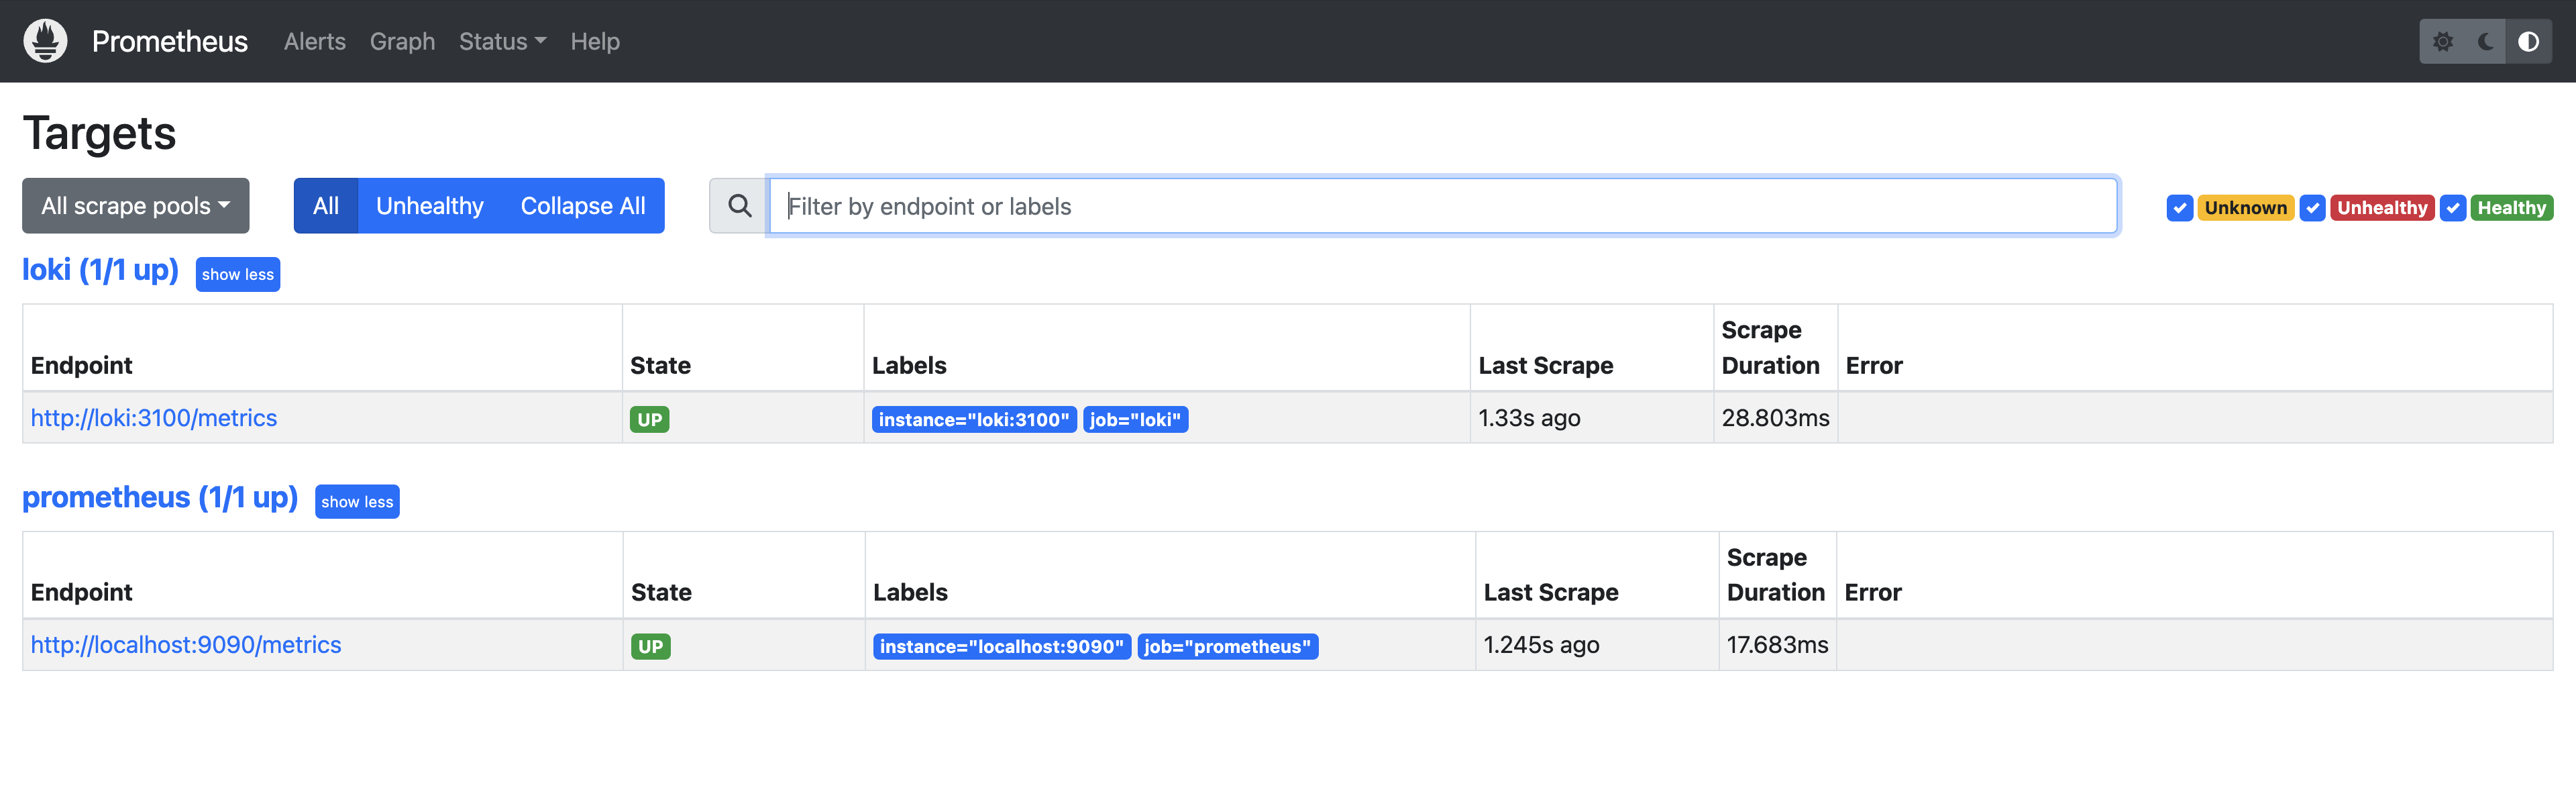 Prometheus Alerts Graph Status Help
Targets
All scrape pools All Unhealthy Collapse All Filter by endpoint or labels Unknown Unhealthy Healthy
loki (1/1 up) show less
Endpoint State Labels Last Scrape Scrape Duration Error
http://loki:3100/metrics UP instance="loki:3100" job="loki" 1.33s ago 28.803ms
prometheus (1/1 up) show less
Endpoint State Labels Last Scrape Scrape Duration Error
http://localhost:9090/metrics UP instance="localhost:9090" job="prometheus" 1.245s ago 17.683ms